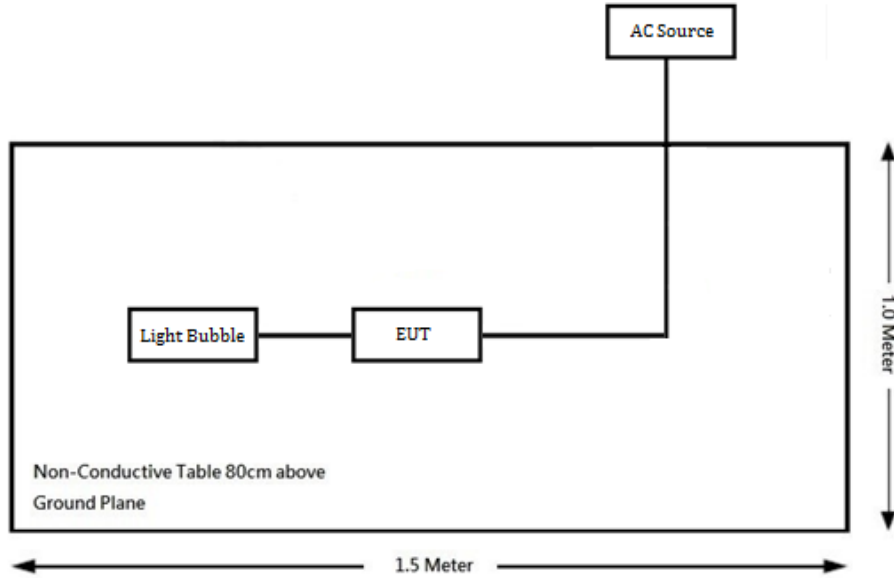 AC Source
Light Bubble
EUT
1.0 Meter
Non-Conductive Table 80cm above
Ground Plane
1.5 Meter